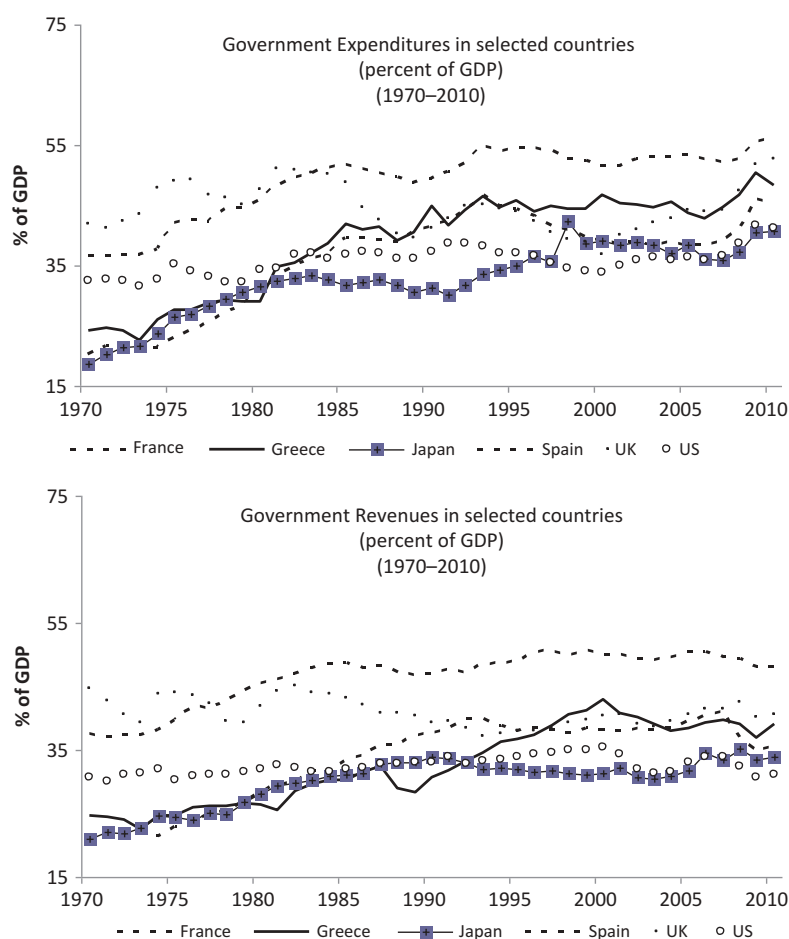 75
Government Expenditures in selected countries
(percent of GDP)
(1970–2010)
55
% of GDP
35
15
1970 1975 1980 1985 1990 1995 2000 2005 2010
France Greece Japan Spain UK US
75
Government Revenues in selected countries
(percent of GDP)
(1970–2010)
55
% of GDP
35
15
1970 1975 1980 1985 1990 1995 2000 2005 2010
France Greece Japan Spain UK US